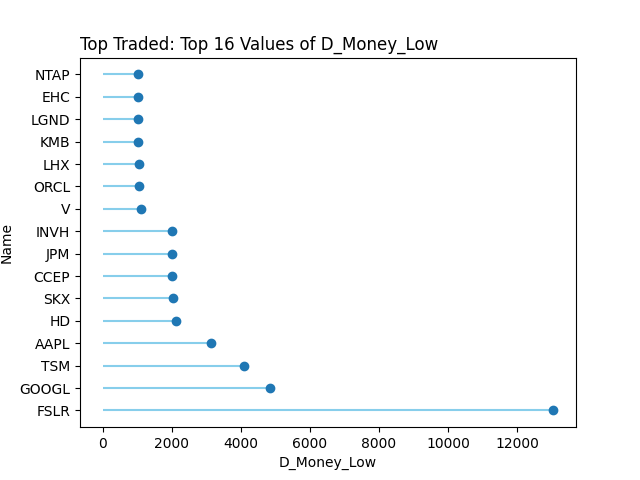 Top Traded: Top 16 Values of D_Money_Low
NTAP
EHC
LGND
KMB
LHX
ORCL
V
INVH
JPM
CCEP
SKX
HD
AAPL
TSM
GOOGL
FSLR
Name
0 2000 4000 6000 8000 10000 12000
D_Money_Low